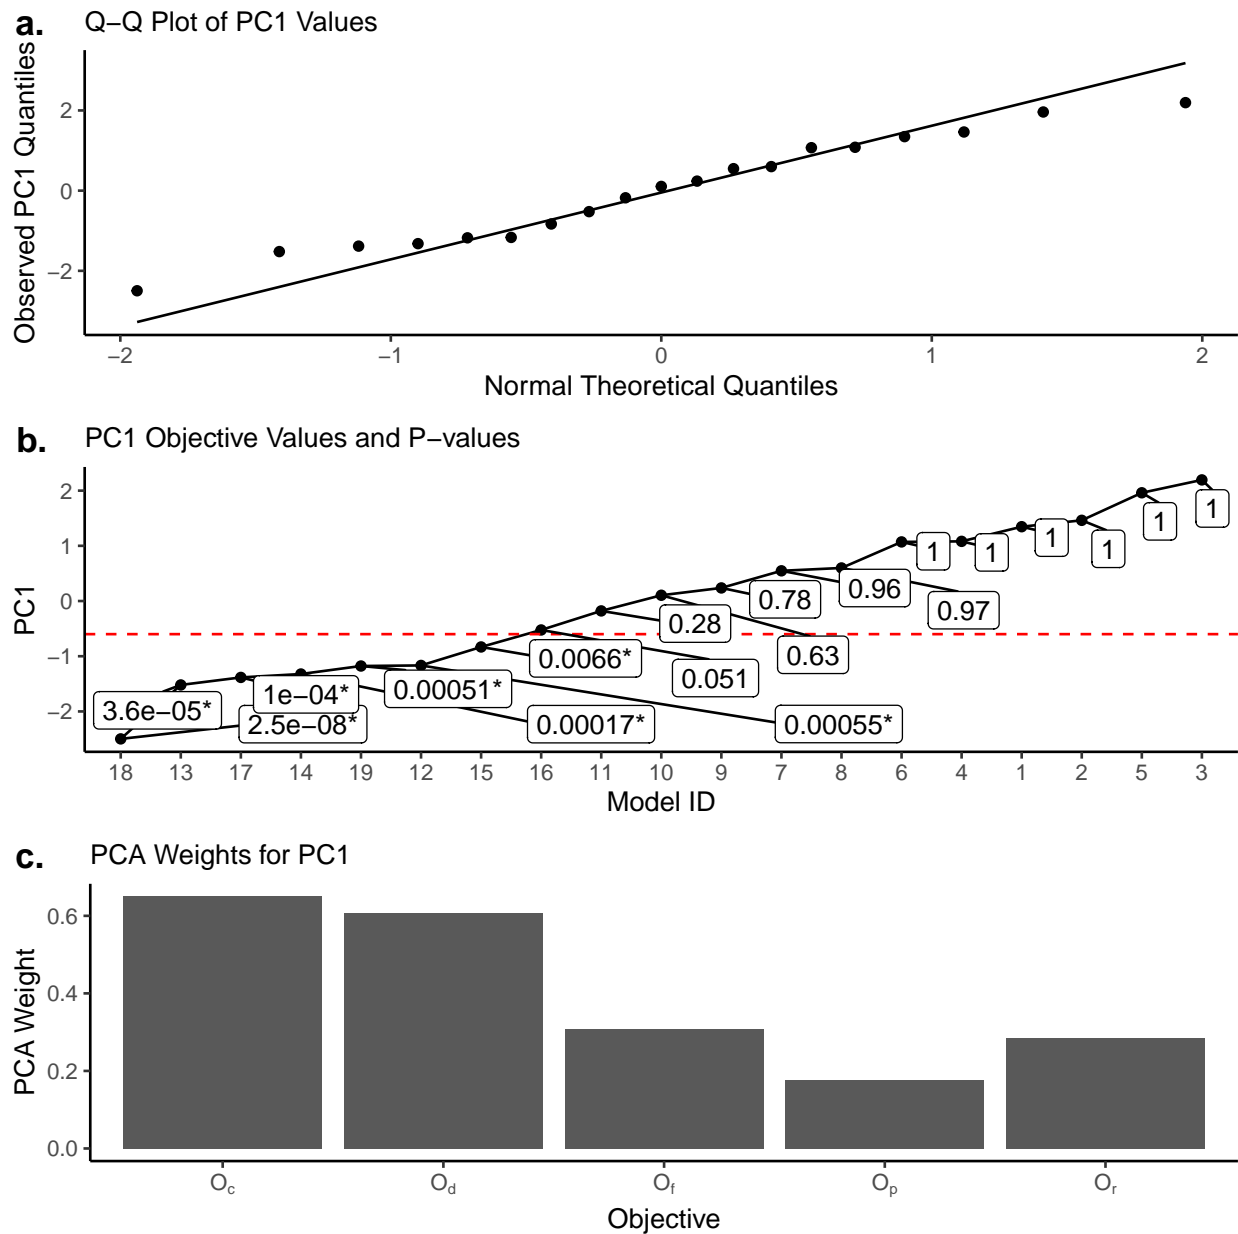 a. Q−Q Plot of PC1 Values
Observed PC1 Quantiles
2
0
−2
−2 −1 0 1 2
Normal Theoretical Quantiles
b. PC1 Objective Values and P−values
PC1
2
1
0
−1
−2
1
1 1
1 1 1
0.96
0.78 0.97
0.28
0.0066* 0.63
0.051
1e−04* 0.00051*
3.6e−05*
2.5e−08* 0.00017* 0.00055*
18 13 17 14 19 12 15 16 11 10 9 7 8 6 4 1 2 5 3
Model ID
c. PCA Weights for PC1
PCA Weight
0.6
0.4
0.2
0.0
Oc Od Of Op Or
Objective